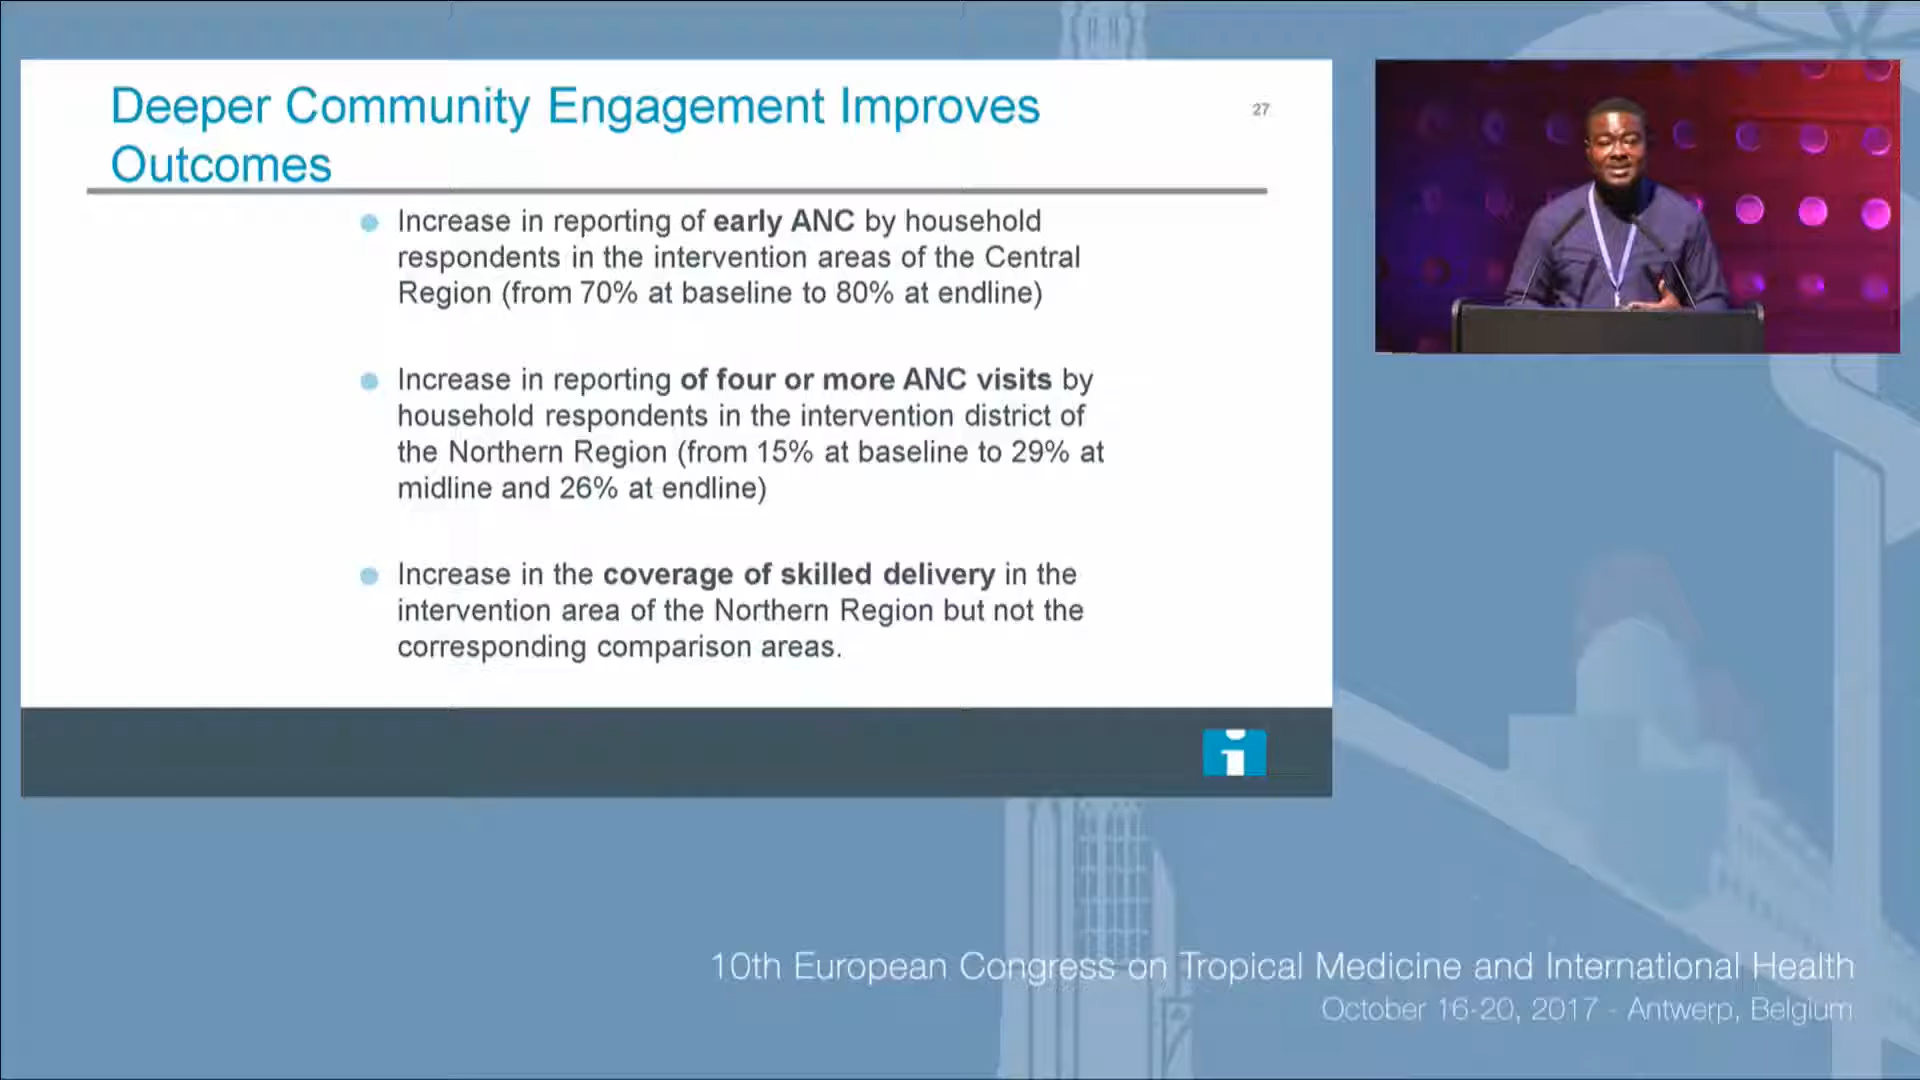 Deeper Community Engagement Improves
Outcomes
27
Increase in reporting of early ANC by household
respondents in the intervention areas of the Central
Region (from 70% at baseline to 80% at endline)
Increase in reporting of four or more ANC visits by
household respondents in the intervention district of
the Northern Region (from 15% at baseline to 29% at
midline and 26% at endline)
Increase in the coverage of skilled delivery in the
intervention area of the Northern Region but not the
corresponding comparison areas.
i
10th European Congress on Tropical Medicine and International Health
October 16-20, 2017 - Antwerp, Belgium